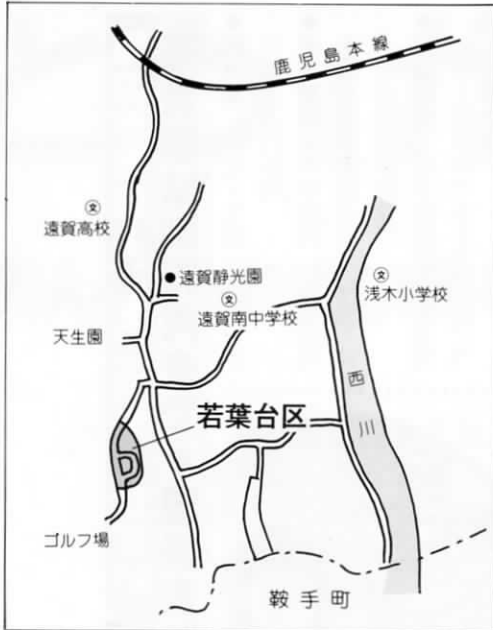 鹿児島本線
遠賀高校
遠賀静光園
浅木小学校
遠賀南中学校
天生園
西川
若葉台区
ゴルフ場
鞍手町